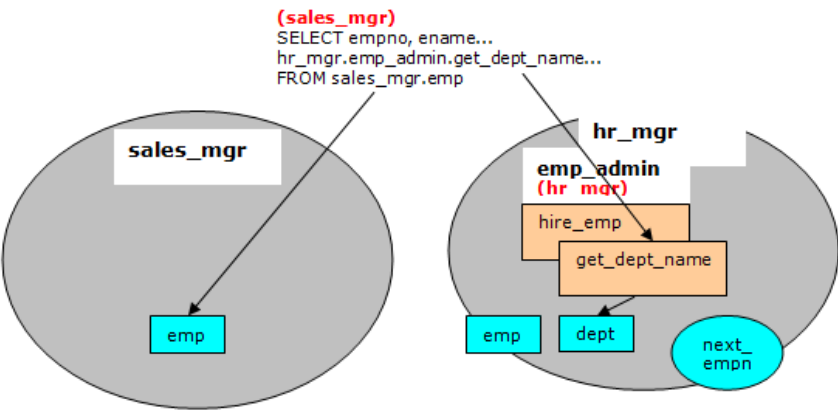 (sales_mgr)
SELECT empno, ename...
hr_mgr.emp_admin.get_dept_name...
FROM sales_mgr.emp
sales_mgr
hr_mgr
emp_admin
(hr_mgr)
hire_emp
get_dept_name
emp
emp
dept
next_
empn